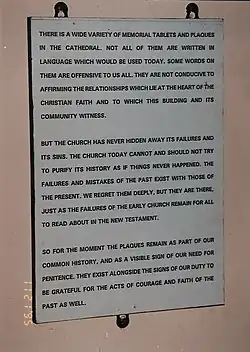 THERE IS A WIDE VARIETY OF MEMORIAL TABLETS AND PLAQUES
IN THE CATHEDRAL. NOT ALL OF THEM ARE WRITTEN IN
LANGUAGE WHICH WOULD BE USED TODAY. SOME WORDS ON
THEM ARE OFFENSIVE TO US ALL. THEY ARE NOT CONDUCIVE TO
AFFIRMING THE RELATIONSHIPS WHICH LIE AT THE HEART OF THE
CHRISTIAN FAITH AND TO WHICH THIS BUILDING AND ITS
COMMUNITY WITNESS.
BUT THE CHURCH HAS NEVER HIDDEN AWAY ITS FAILURES AND
ITS SINS. THE CHURCH TODAY CANNOT AND SHOULD NOT TRY
TO PURIFY ITS HISTORY AS IF THINGS NEVER HAPPENED. THE
FAILURES AND MISTAKES OF THE PAST EXIST WITH THOSE OF
THE PRESENT. WE REGRET THEM DEEPLY, BUT THEY ARE THERE,
JUST AS THE FAILURES OF THE EARLY CHURCH REMAIN FOR ALL
TO READ ABOUT IN THE NEW TESTAMENT.
SO FOR THE MOMENT THE PLAQUES REMAIN AS PART OF OUR
COMMON HISTORY, AND AS A VISIBLE SIGN OF OUR NEED FOR
PENITENCE. THEY EXIST ALONGSIDE THE SIGNS OF OUR DUTY TO
BE GRATEFUL FOR THE ACTS OF COURAGE AND FAITH OF THE
PAST AS WELL.